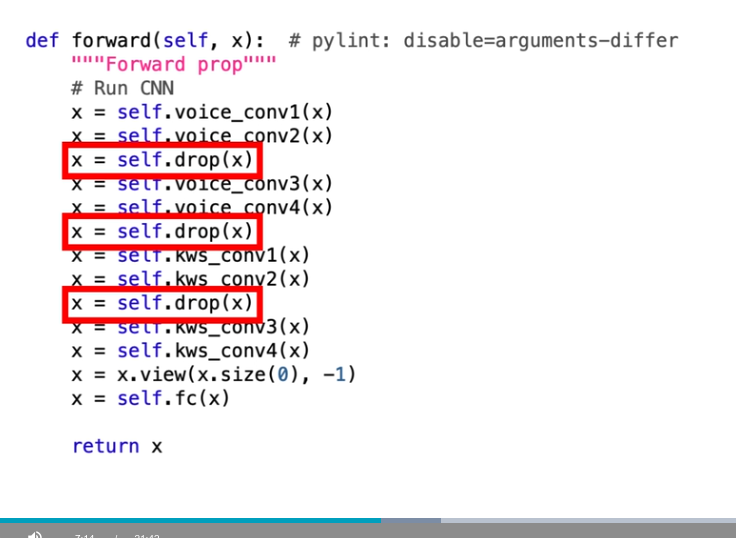 def forward(self, x):  # pylint: disable=arguments-differ
    """Forward prop"""
    # Run CNN
    x = self.voice_conv1(x)
    x = self.voice_conv2(x)
    x = self.drop(x)
    x = self.voice_conv3(x)
    x = self.voice_conv4(x)
    x = self.drop(x)
    x = self.kws_conv1(x)
    x = self.kws_conv2(x)
    x = self.drop(x)
    x = self.kws_conv3(x)
    x = self.kws_conv4(x)
    x = x.view(x.size(0), -1)
    x = self.fc(x)
    return x